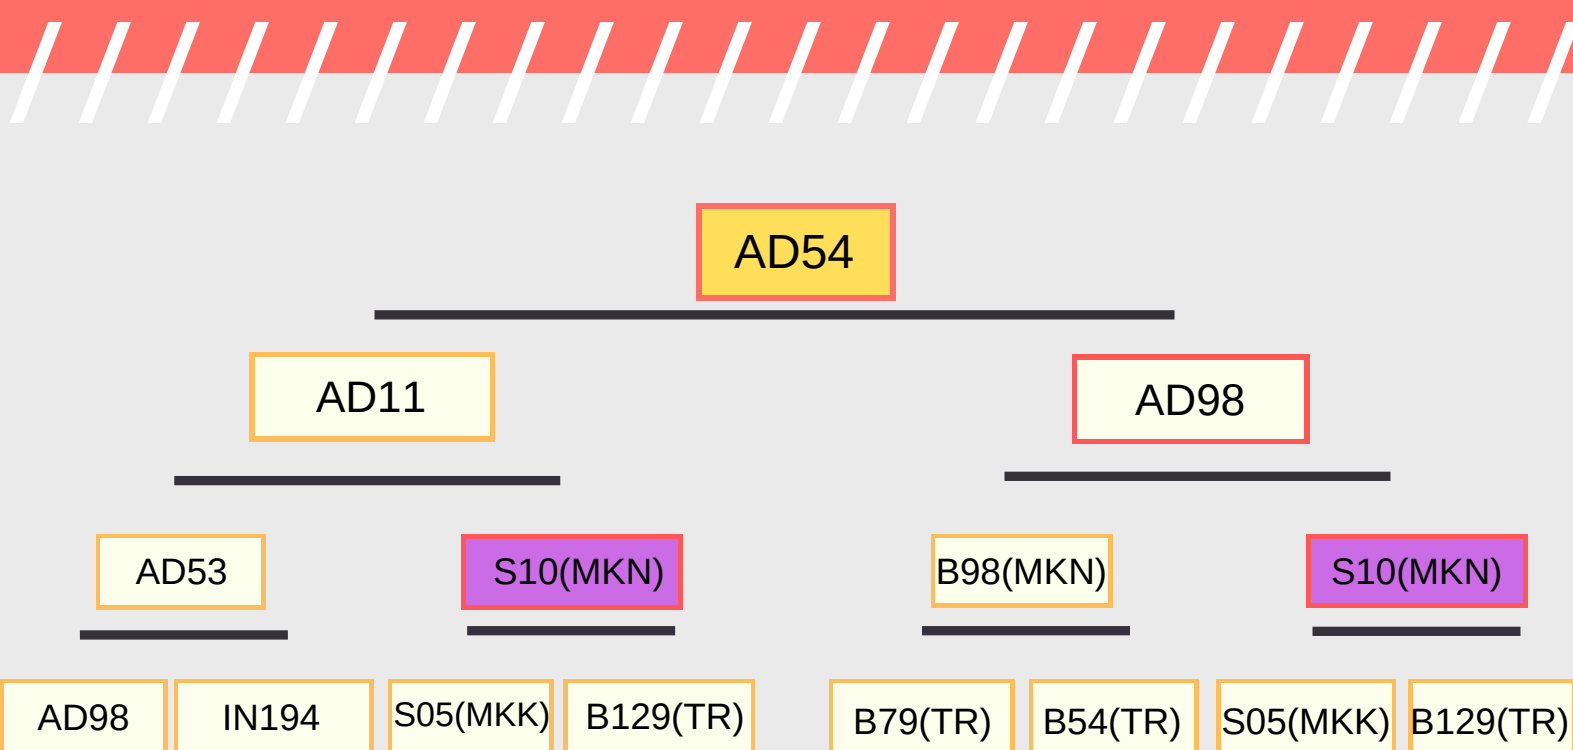 AD54
AD11
AD98
AD53
S10(MKN)
B98(MKN)
S10(MKN)
AD98
IN194
S05(MKK)
B129(TR)
B79(TR)
B54(TR)
S05(MKK)
B129(TR)